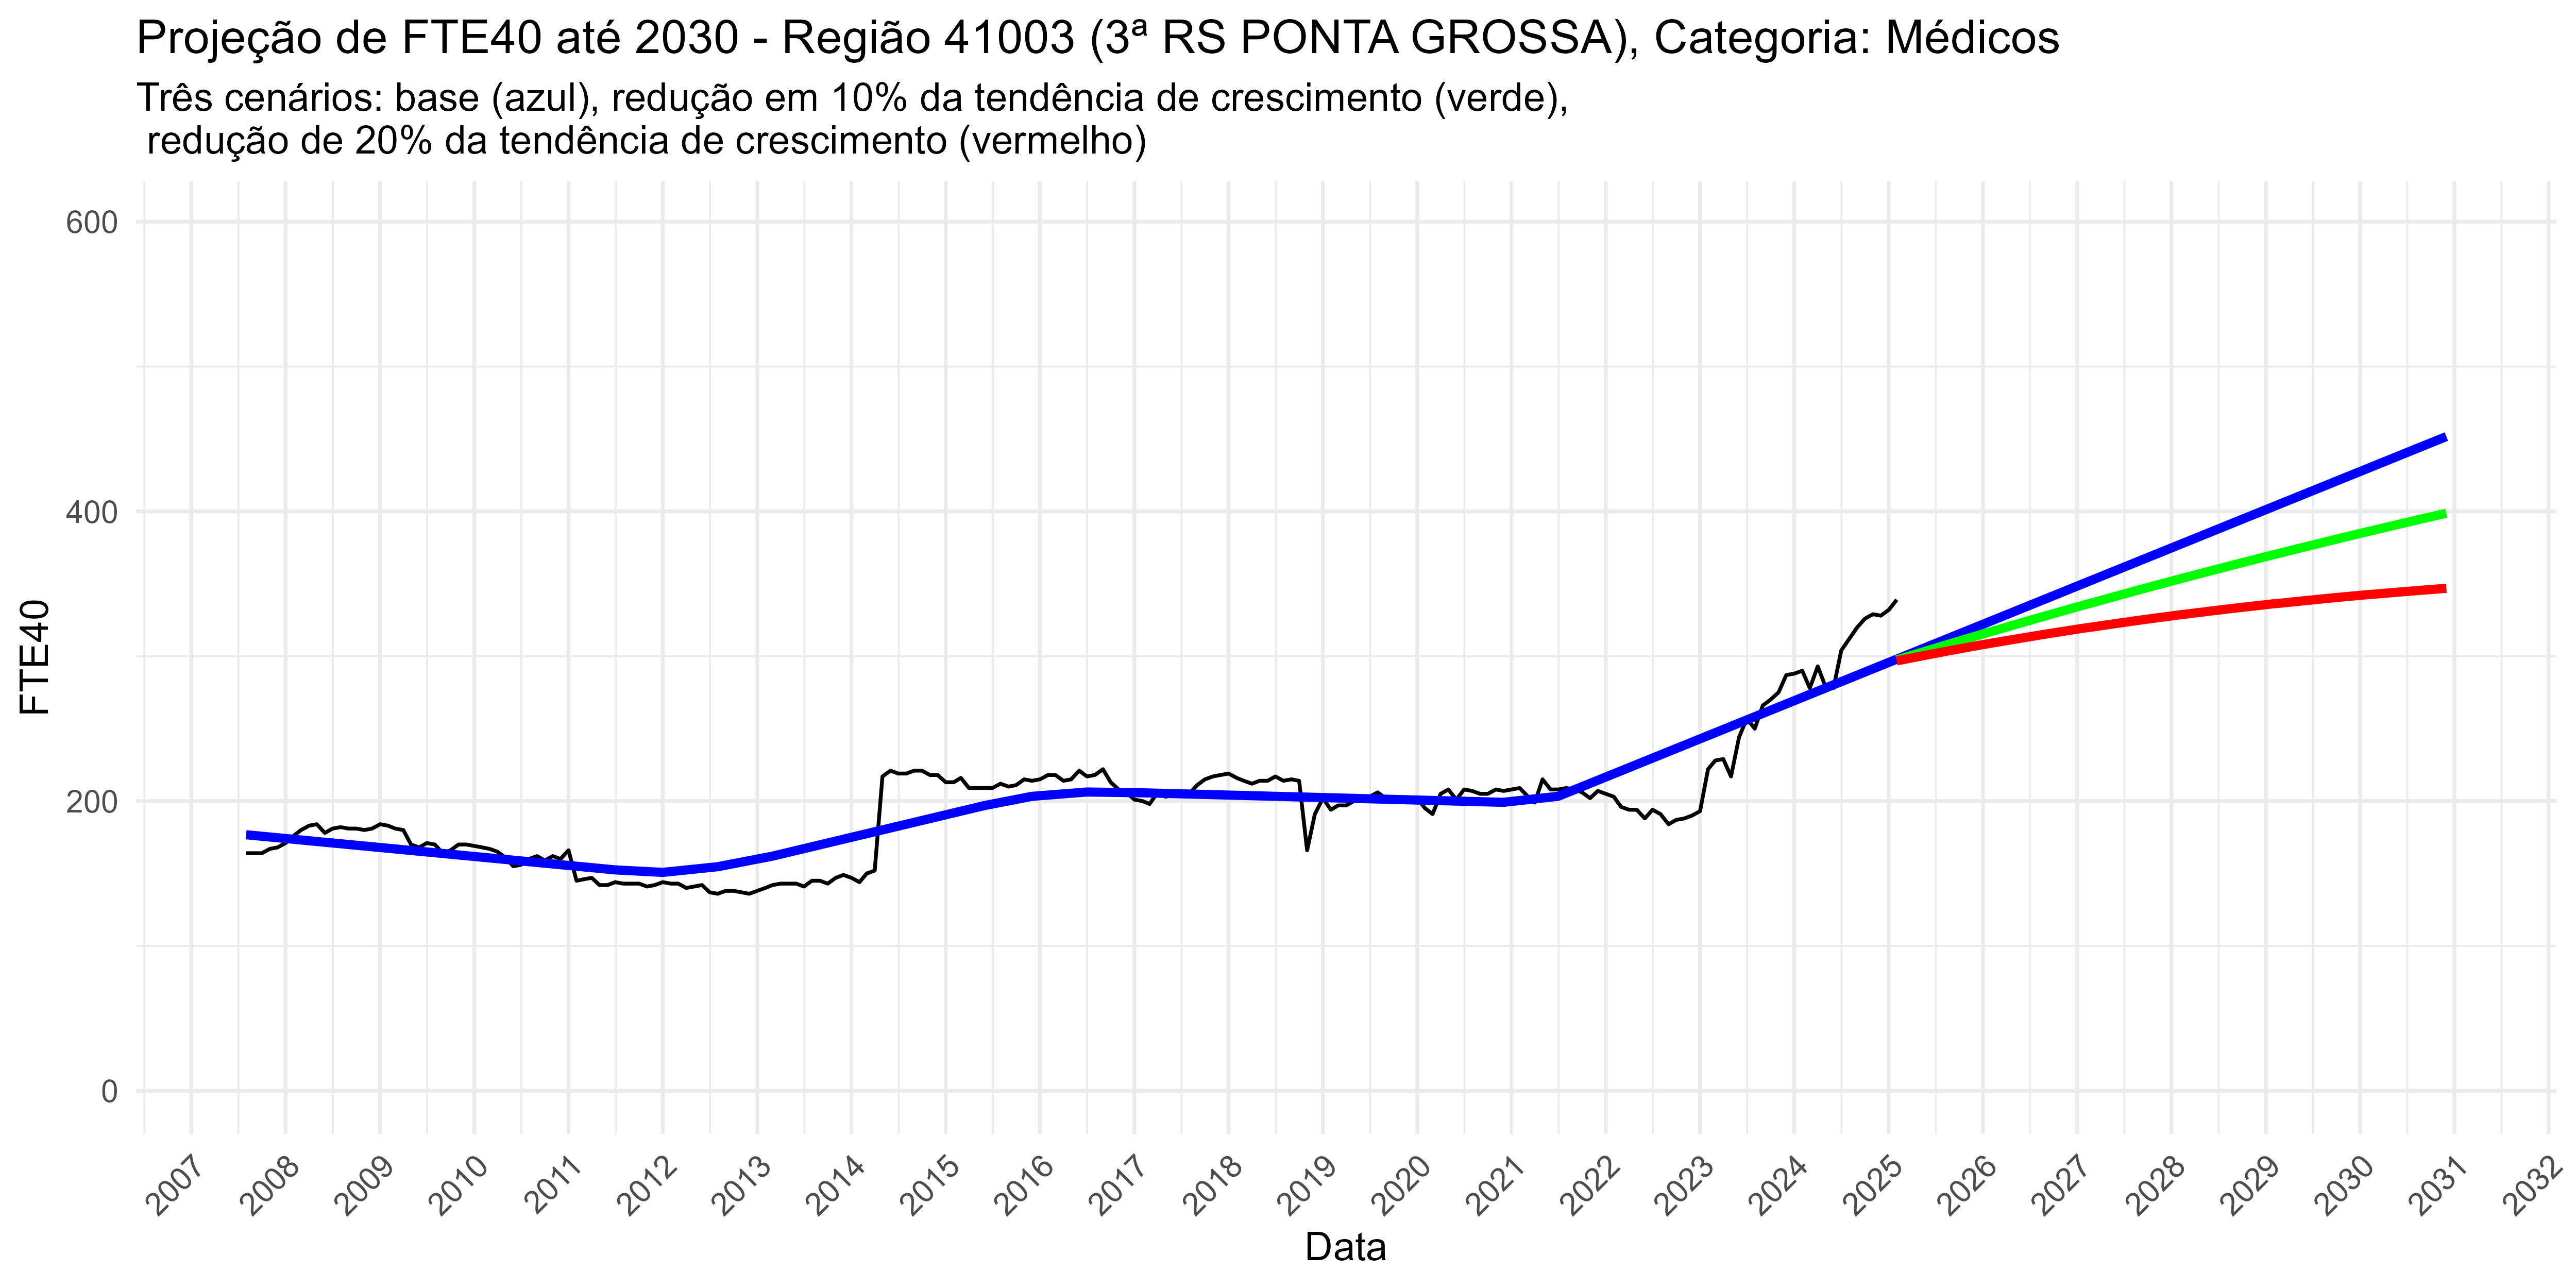 Projeção de FTE40 até 2030 - Região 41003 (3ª RS PONTA GROSSA), Categoria: Médicos
Três cenários: base (azul), redução em 10% da tendência de crescimento (verde),
redução de 20% da tendência de crescimento (vermelho)
FTE40
600
400
200
0
2007 2008 2009 2010 2011 2012 2013 2014 2015 2016 2017 2018 2019 2020 2021 2022 2023 2024 2025 2026 2027 2028 2029 2030 2031 2032
Data